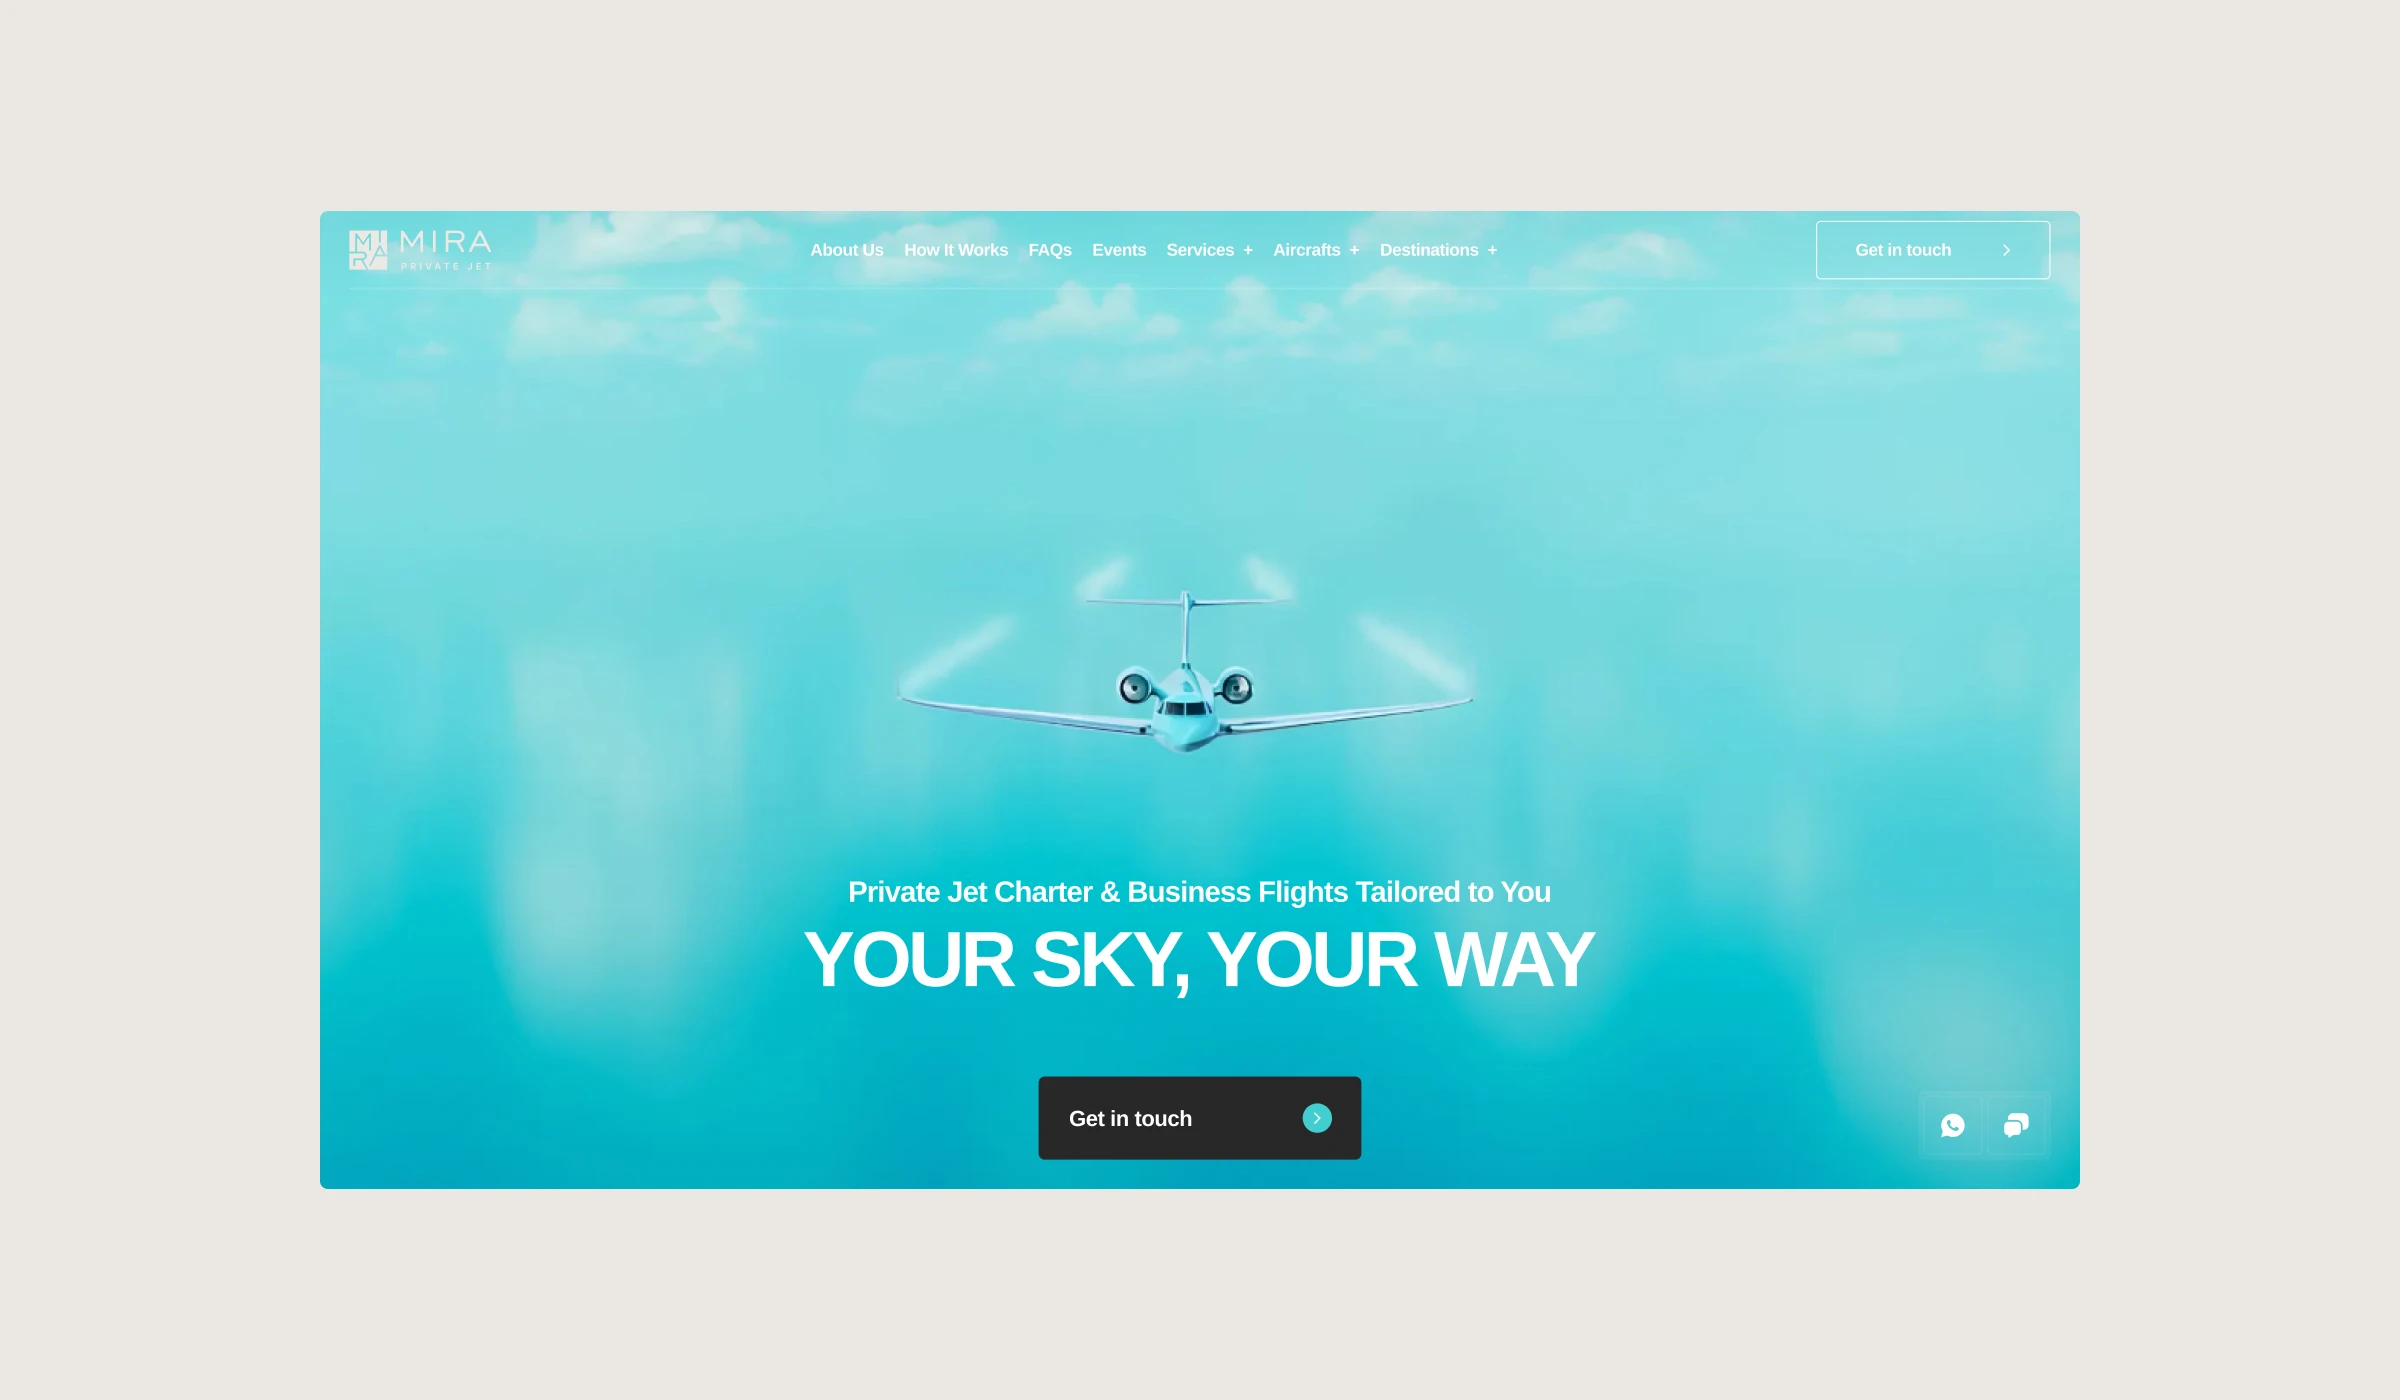 MIRA
MIRA
PRIVATE JET
About Us How It Works FAQs Events Services + Aircrafts + Destinations +
Get in touch
Private Jet Charter & Business Flights Tailored to You
YOUR SKY, YOUR WAY
Get in touch